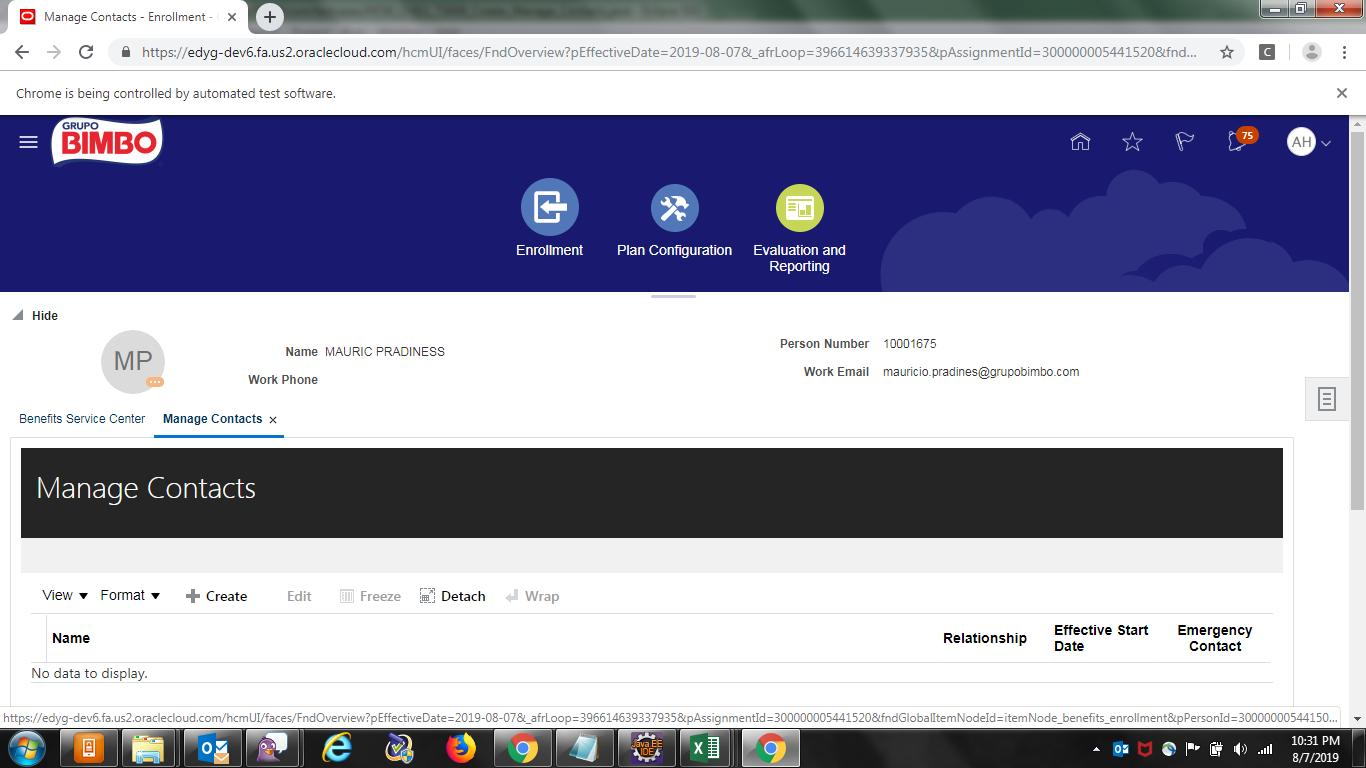 Manage Contacts - Enrollment -
https://edyg-dev6.fa.us2.oraclecloud.com/hcmUI/faces/FndOverview?pEffectiveDate=2019-08-07&_afrLoop=396614639337935&pAssignmentId=300000005441520&fnd...
C
Chrome is being controlled by automated test software.
GRUPO
BIMBO
75
AH
Enrollment
Plan Configuration
Evaluation and
Reporting
Hide
MP
Name MAURIC PRADINESS
Work Phone
Person Number 10001675
Work Email mauricio.pradines@grupobimbo.com
Benefits Service Center
Manage Contacts
Manage Contacts
View Format Create Edit Freeze Detach Wrap
Name Relationship Effective Start Date Emergency Contact
No data to display.
https://edyg-dev6.fa.us2.oraclecloud.com/hcmUI/faces/FndOverview?pEffectiveDate=2019-08-07&_afrLoop=396614639337935&pAssignmentId=300000005441520&fndGlobalItemNodeId=itemNode_benefits_enrollment&pPersonId=30000000544150...
Java EE
IDE
10:31 PM
8/7/2019